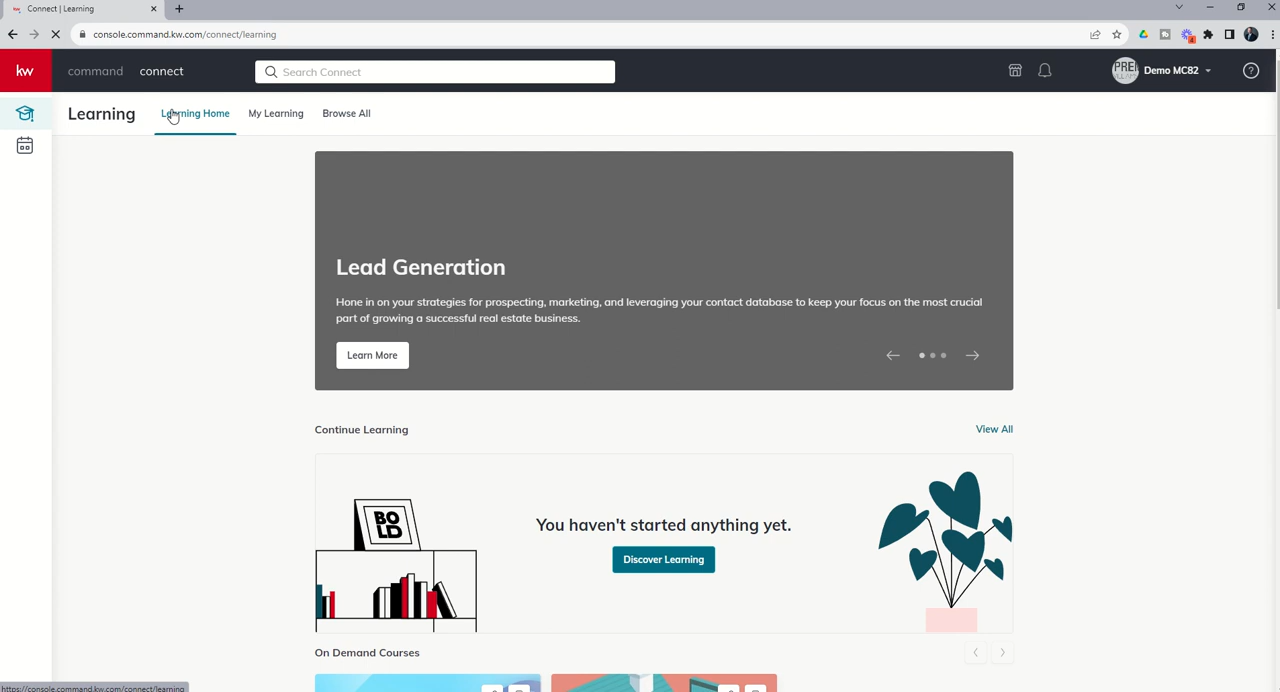 Connect | Learning
console.command.kw.com/connect/learning
4
kw
command
connect
Search Connect
Demo MC82
Learning
Learning Home
My Learning
Browse All
Lead Generation
Hone in on your strategies for prospecting, marketing, and leveraging your contact database to keep your focus on the most crucial
part of growing a successful real estate business.
Learn More
Continue Learning
View All
BO
LD
You haven't started anything yet.
Discover Learning
On Demand Courses
https://console.command.kw.com/connect/learning